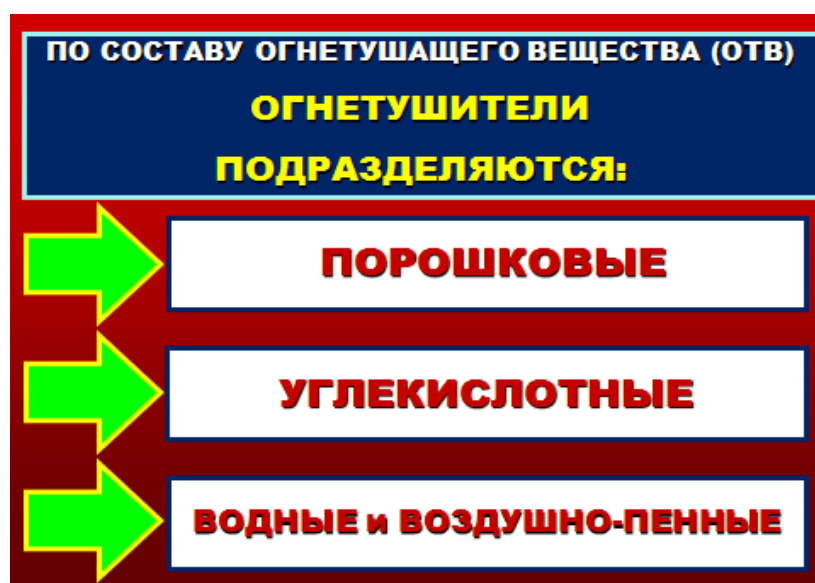 ПО СОСТАВУ ОГНЕТУШАЩЕГО ВЕЩЕСТВА (ОТВ)
ОГНЕТУШИТЕЛИ
ПОДРАЗДЕЛЯЮТСЯ:
ПОРОШКОВЫЕ
УГЛЕКИСЛОТНЫЕ
ВОДНЫЕ и ВОЗДУШНО-ПЕННЫЕ